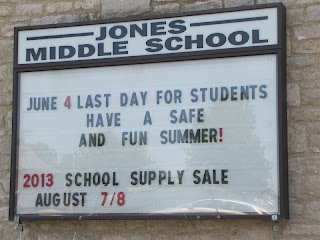 JONES
MIDDLE SCHOOL
JUNE 4 LAST DAY FOR STUDENTS
HAVE A SAFE
AND FUN SUMMER!
2013 SCHOOL SUPPLY SALE
AUGUST 7/8